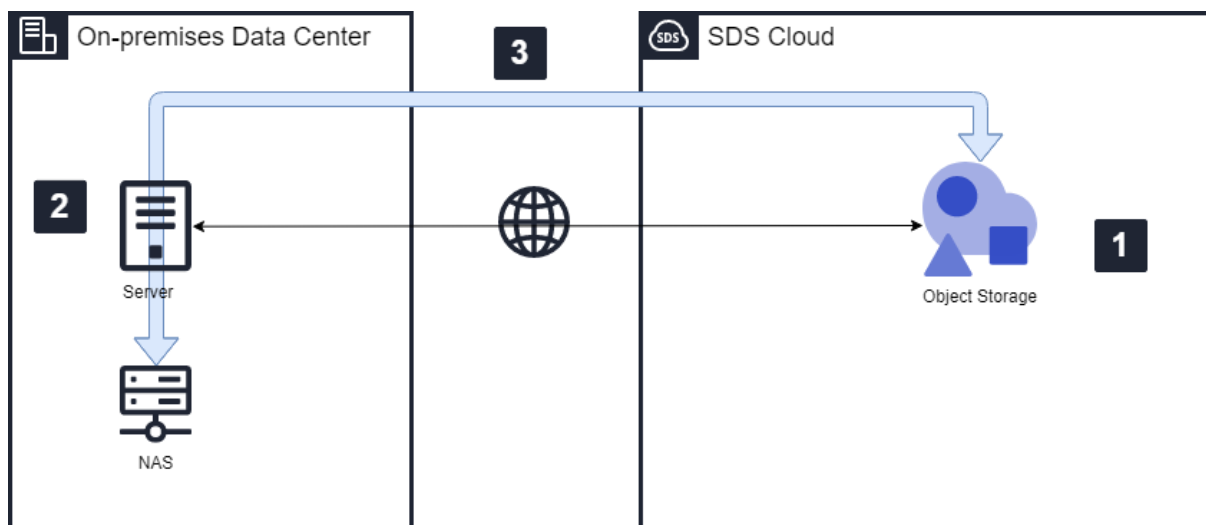 On-premises Data Center
3
SDS
SDS Cloud
2
1
Server
Object Storage
NAS